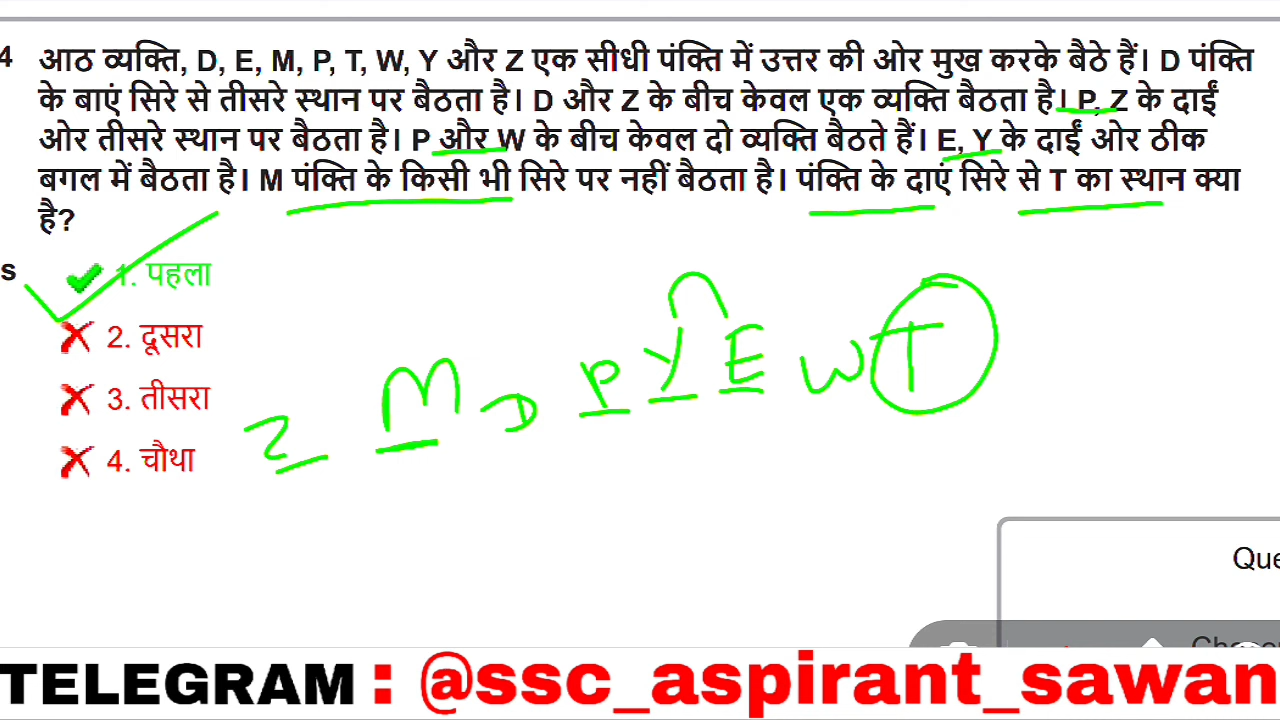 4 आठ व्यक्ति, D, E, M, P, T, W, Y और Z एक सीधी पंक्ति में उत्तर की ओर मुख करके बैठे हैं। D पंक्ति
के बाएं सिरे से तीसरे स्थान पर बैठता है। D और Z के बीच केवल एक व्यक्ति बैठता है। P, Z के दाईं
ओर तीसरे स्थान पर बैठता है। P और W के बीच केवल दो व्यक्ति बैठते हैं। E, Y के दाईं ओर ठीक
बगल में बैठता है। M पंक्ति के किसी भी सिरे पर नहीं बैठता है। पंक्ति के दाएं सिरे से T का स्थान क्या
है?
s
1. पहला
2. दूसरा
3. तीसरा
4. चौथा
Z M D P Y E W T
Que
TELEGRAM : @ssc_aspirant_sawan